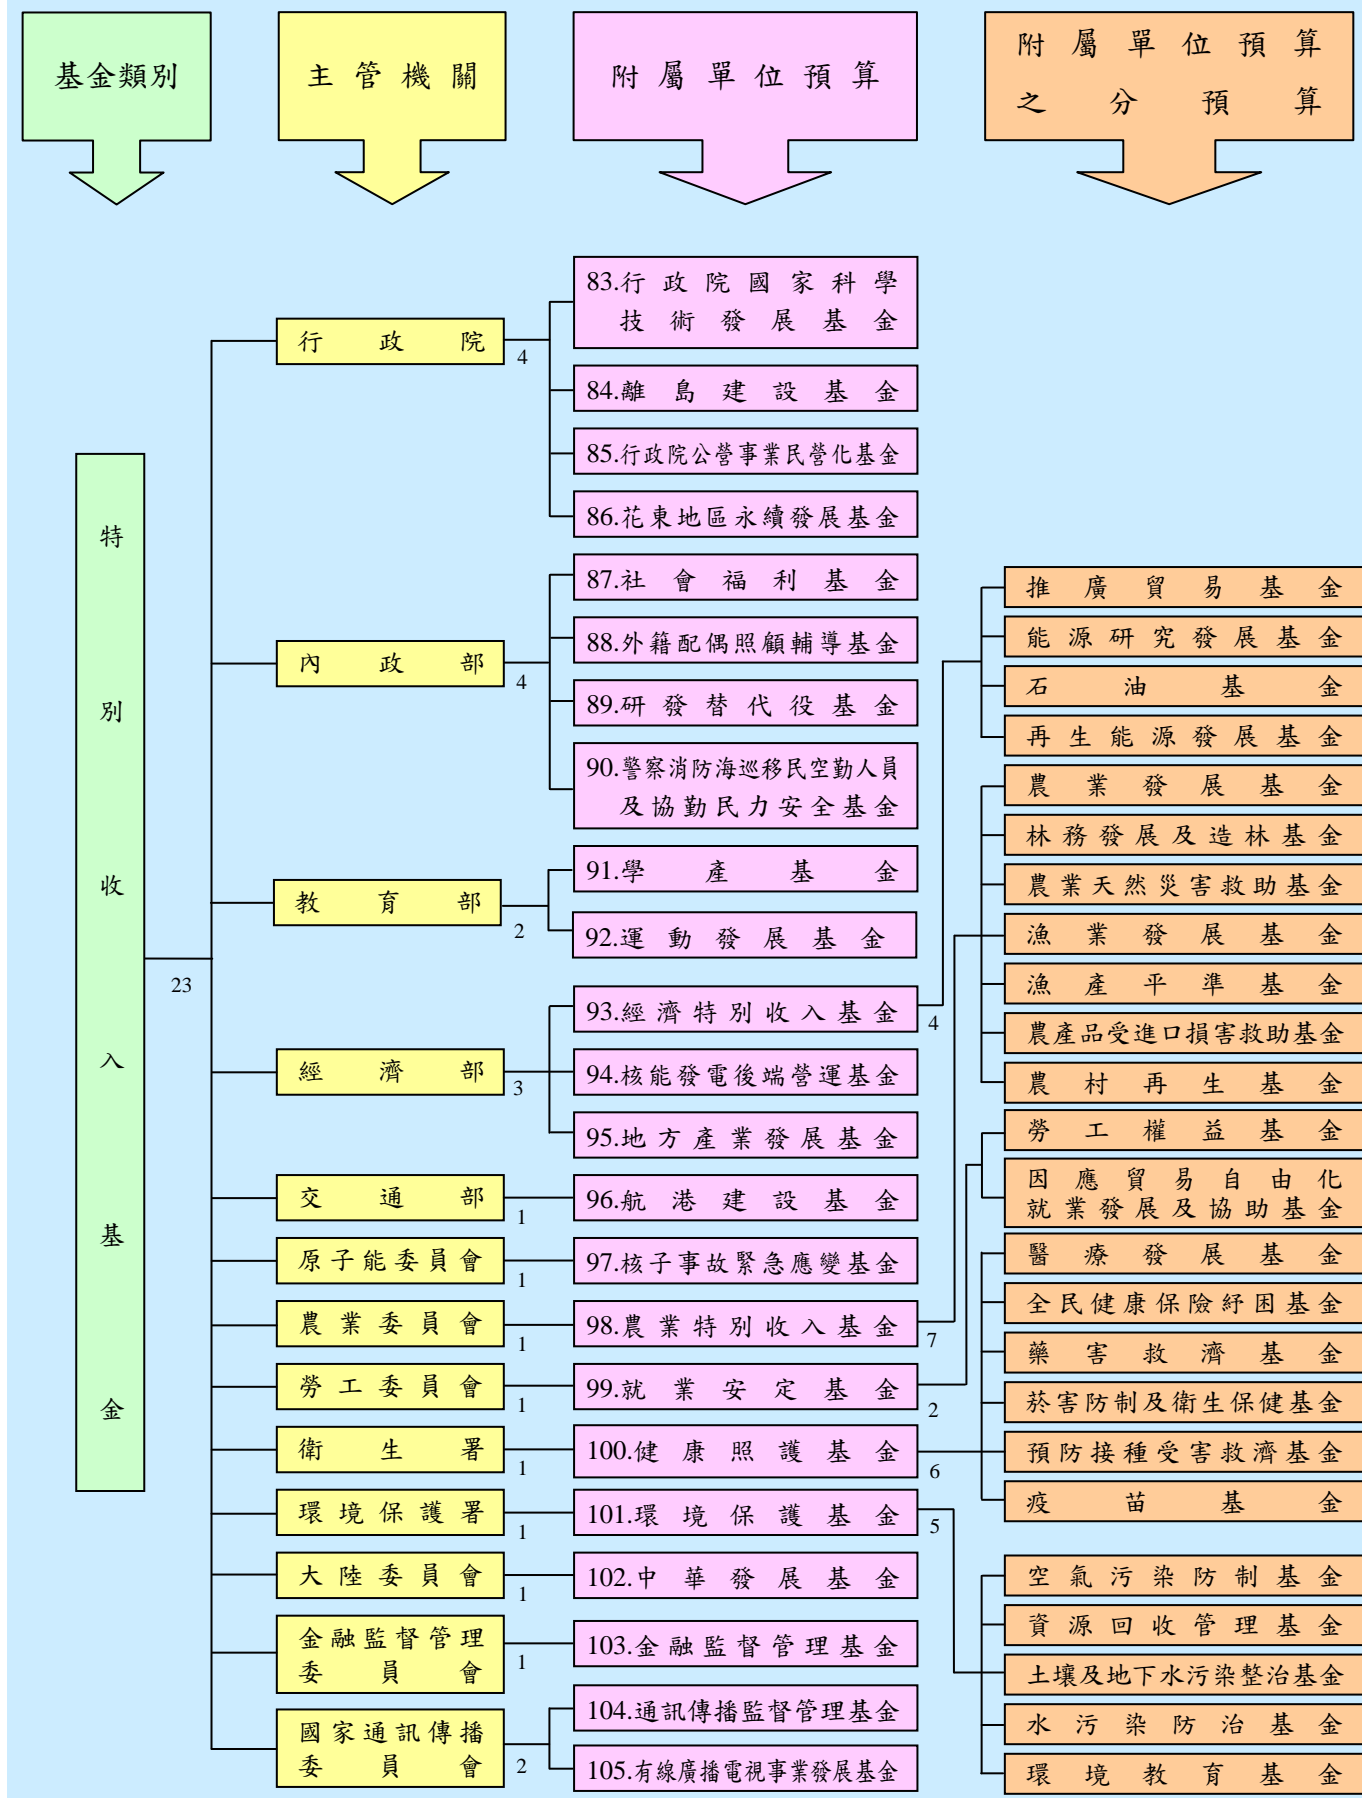 基金類別
主管機關
附屬單位預算
附屬單位預算
之分預算
特別收入基金
23
行政院
4
83.行政院國家科學
技術發展基金
84.離島建設基金
85.行政院公營事業民營化基金
86.花東地區永續發展基金
內政部
4
87.社會福利基金
88.外籍配偶照顧輔導基金
89.研發替代役基金
90.警察消防海巡移民空勤人員
及協勤民力安全基金
教育部
2
91.學產基金
92.運動發展基金
經濟部
3
93.經濟特別收入基金
4
94.核能發電後端營運基金
95.地方產業發展基金
交通部
1
96.航港建設基金
原子能委員會
1
97.核子事故緊急應變基金
農業委員會
1
98.農業特別收入基金
7
勞工委員會
1
99.就業安定基金
2
衛生署
1
100.健康照護基金
6
環境保護署
1
101.環境保護基金
5
大陸委員會
1
102.中華發展基金
金融監督管理
委員會
1
103.金融監督管理基金
國家通訊傳播
委員會
2
104.通訊傳播監督管理基金
105.有線廣播電視事業發展基金
推廣貿易基金
能源研究發展基金
石油基金
再生能源發展基金
農業發展基金
林務發展及造林基金
農業天然災害救助基金
漁業發展基金
漁產平準基金
農產品受進口損害救助基金
農村再生基金
勞工權益基金
因應貿易自由化
就業發展及協助基金
醫療發展基金
全民健康保險紓困基金
藥害救濟基金
菸害防制及衛生保健基金
預防接種受害救濟基金
疫苗基金
空氣污染防制基金
資源回收管理基金
土壤及地下水污染整治基金
水污染防治基金
環境教育基金